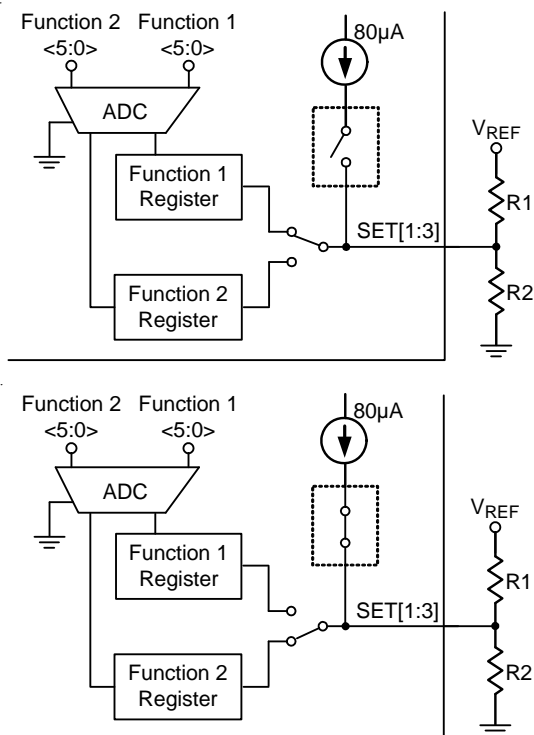 Function 2 Function 1
<5:0> <5:0>
80µA
ADC
VREF
Function 1
Register
R1
SET[1:3]
Function 2
Register
R2
Function 2 Function 1
<5:0> <5:0>
80µA
ADC
VREF
Function 1
Register
R1
SET[1:3]
Function 2
Register
R2